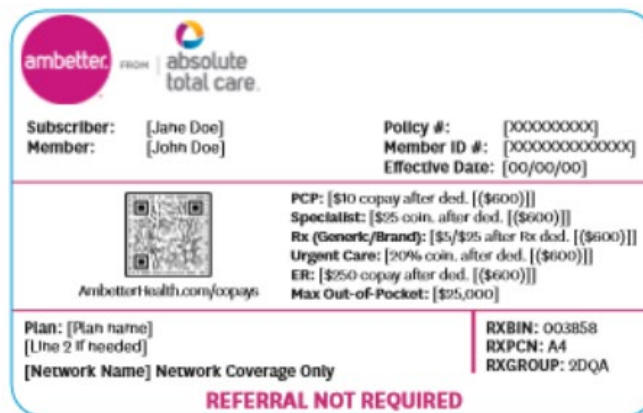 ambetter. FROM absolute total care.
Subscriber: [Jane Doe]
Member: [John Doe]
Policy #: [XXXXXXXXX]
Member ID #: [XXXXXXXXXXXXX]
Effective Date: [00/00/00]
AmbetterHealth.com/copays
PCP: [$10 copay after ded. [($600)]]
Specialist: [$25 coin. after ded. [($600)]]
Rx (Generic/Brand): [$5/$25 after Rx ded. [($600)]]
Urgent Care: [20% coin. after ded. [($600)]]
ER: [$250 copay after ded. [($600)]]
Max Out-of-Pocket: [$25,000]
Plan: [Plan name]
[Line 2 if needed]
[Network Name] Network Coverage Only
RXBIN: 003858
RXPCN: A4
RXGROUP: 2DQA
REFERRAL NOT REQUIRED